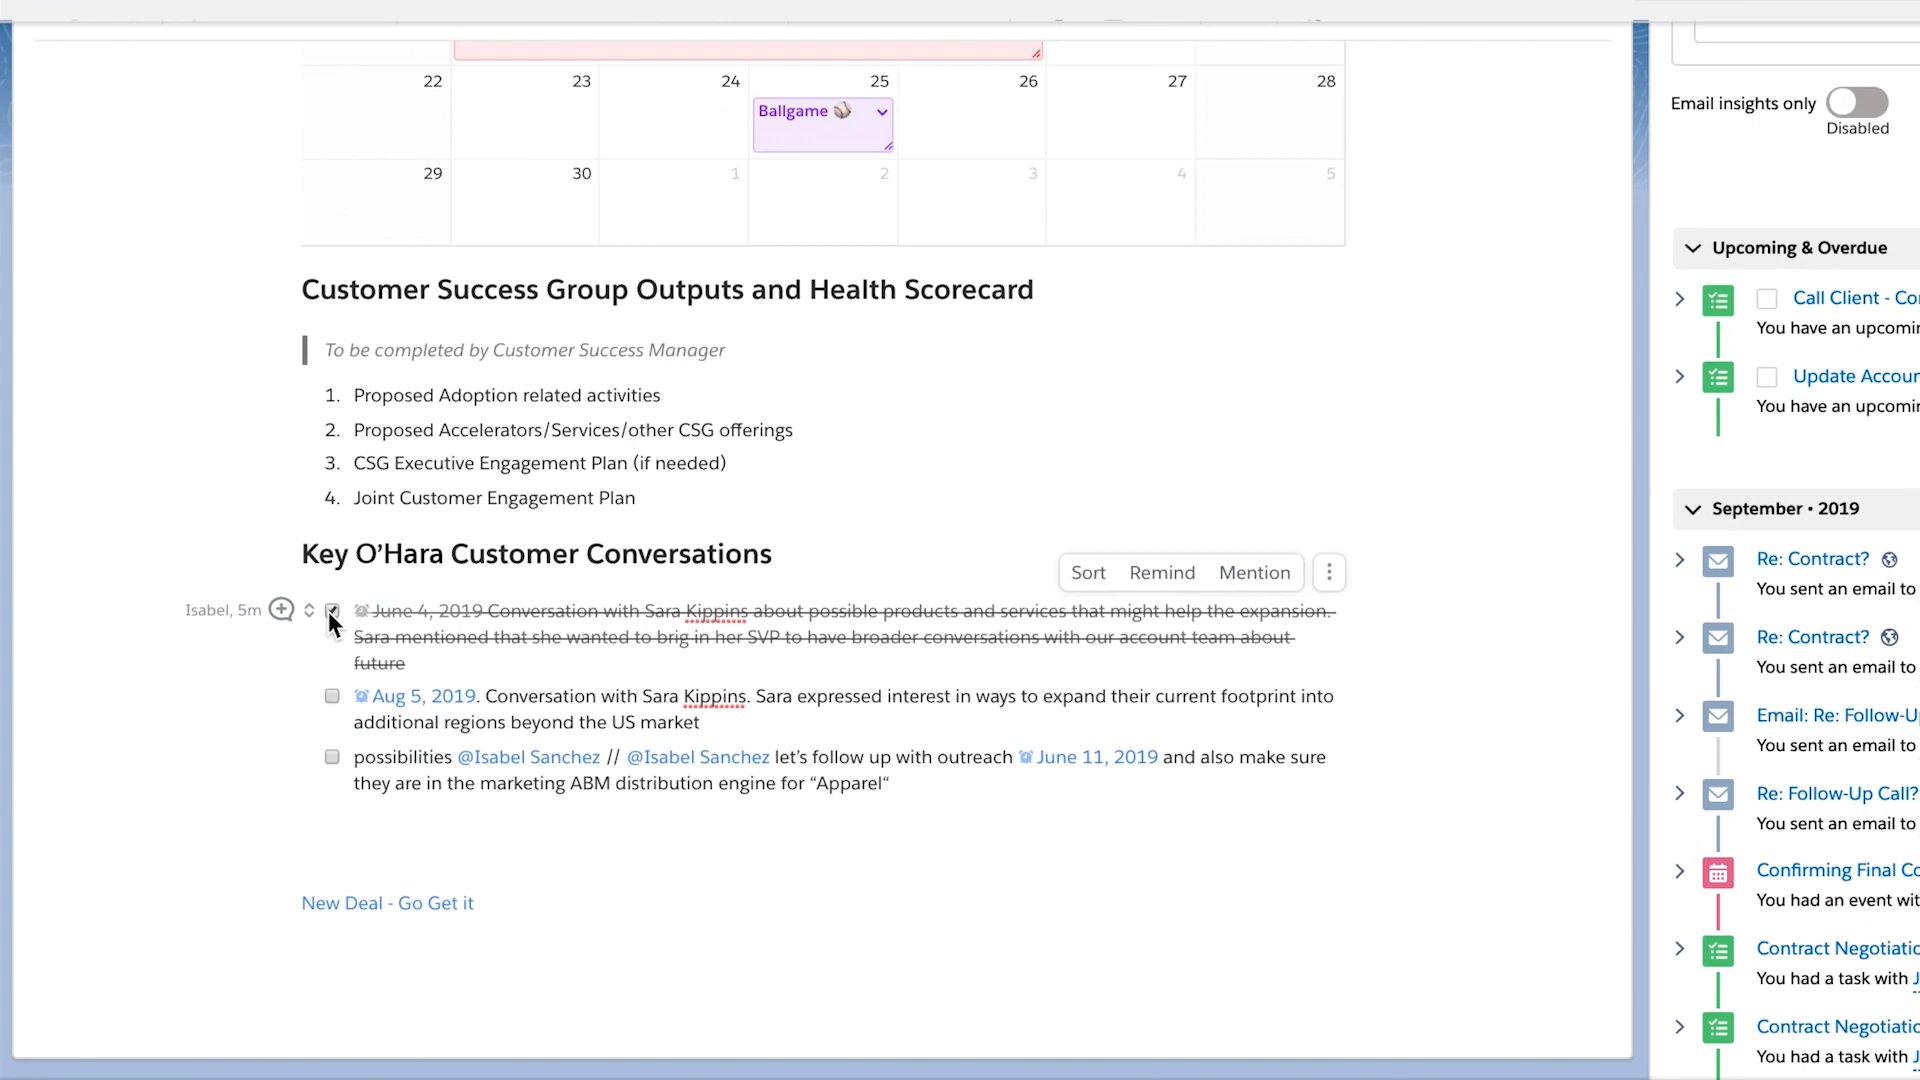 22 23 24 25 26 27 28
Ballgame
29 30 1 2 3 4 5
Customer Success Group Outputs and Health Scorecard
To be completed by Customer Success Manager
1. Proposed Adoption related activities
2. Proposed Accelerators/Services/other CSG offerings
3. CSG Executive Engagement Plan (if needed)
4. Joint Customer Engagement Plan
Key O’Hara Customer Conversations
Sort Remind Mention
Isabel, 5m
June 4, 2019 Conversation with Sara Kippins about possible products and services that might help the expansion.
Sara mentioned that she wanted to brig in her SVP to have broader conversations with our account team about
future
Aug 5, 2019. Conversation with Sara Kippins. Sara expressed interest in ways to expand their current footprint into
additional regions beyond the US market
possibilities @Isabel Sanchez // @Isabel Sanchez let’s follow up with outreach June 11, 2019 and also make sure
they are in the marketing ABM distribution engine for “Apparel“
New Deal - Go Get it
Email insights only
Disabled
Upcoming & Overdue
Call Client - Co
You have an upcomin
Update Accoun
You have an upcomin
September • 2019
Re: Contract?
You sent an email to
Re: Contract?
You sent an email to
Email: Re: Follow-U
You sent an email to
Re: Follow-Up Call?
You sent an email to
Confirming Final Co
You had an event wit
Contract Negotiatio
You had a task with J
Contract Negotiatio
You had a task with J